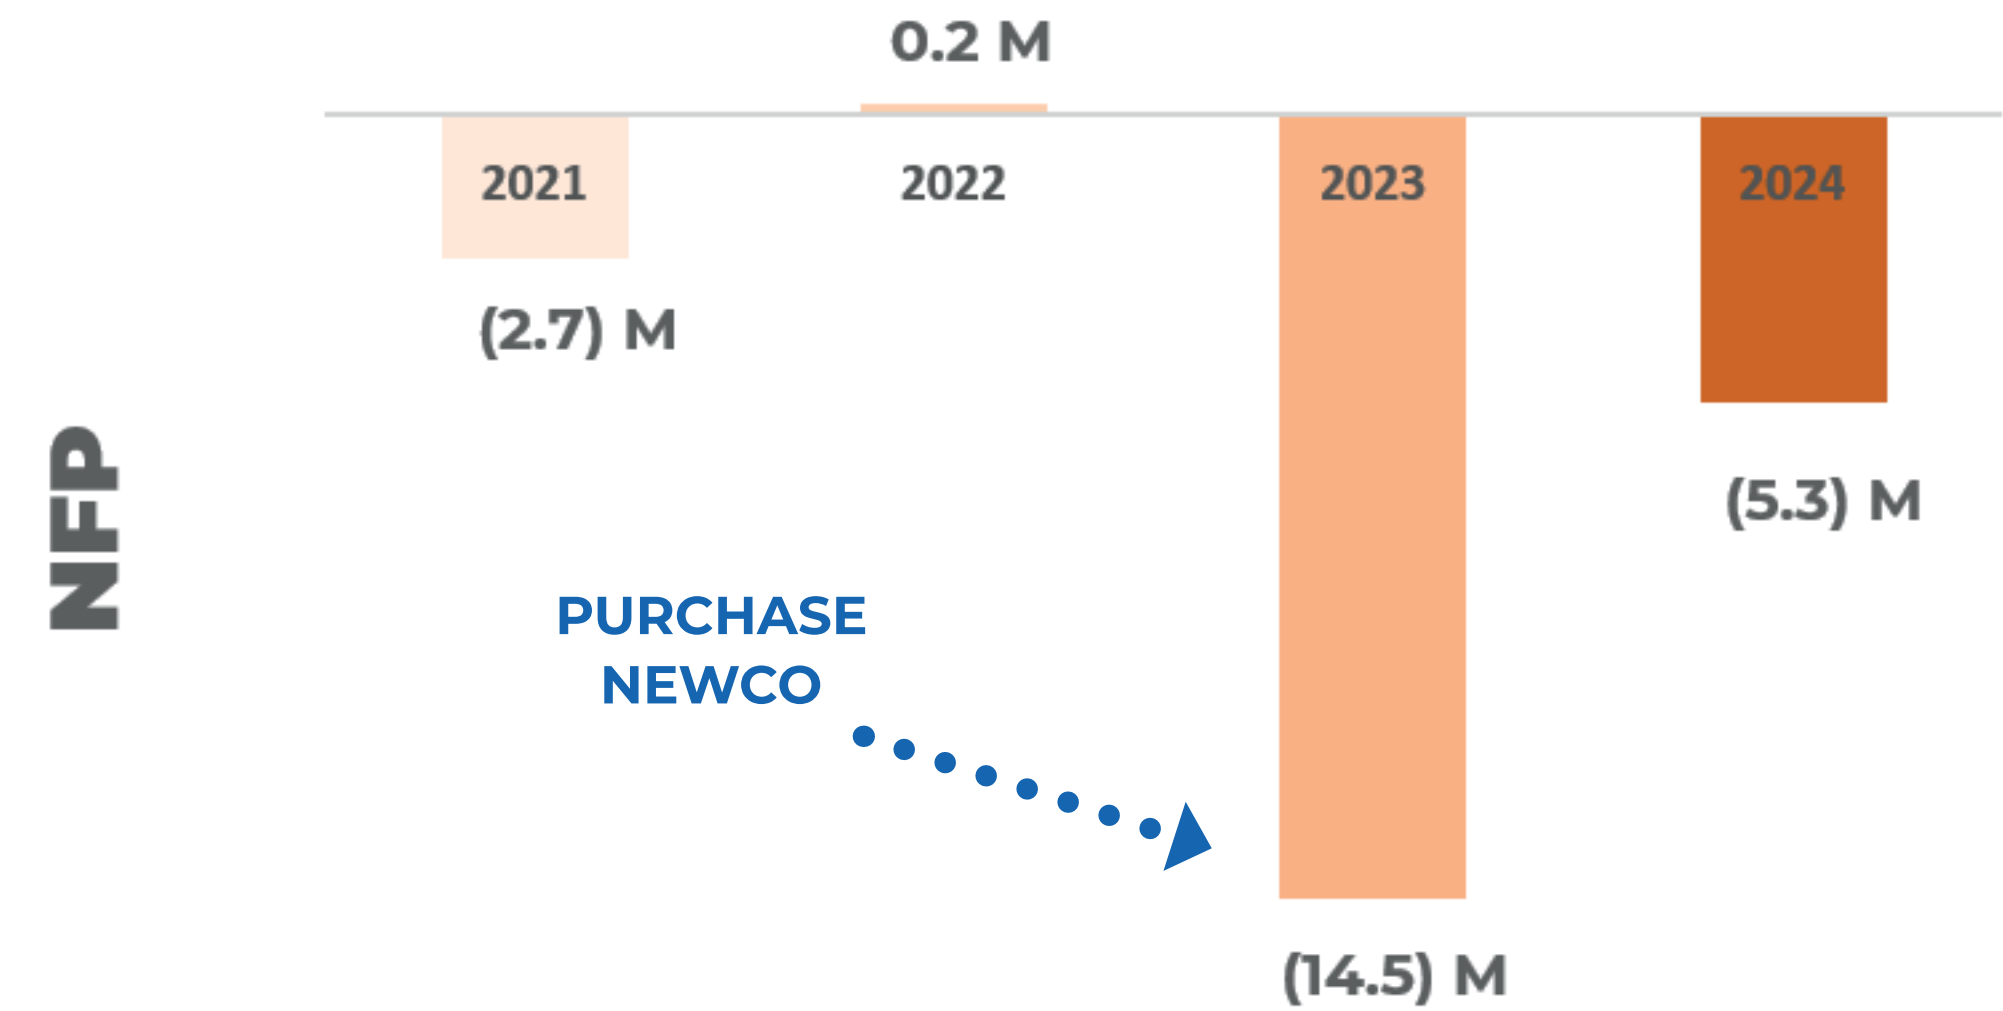 0.2 M
2021
2022
2023
2024
(2.7) M
(5.3) M
NFP
PURCHASE
NEWCO
(14.5) M